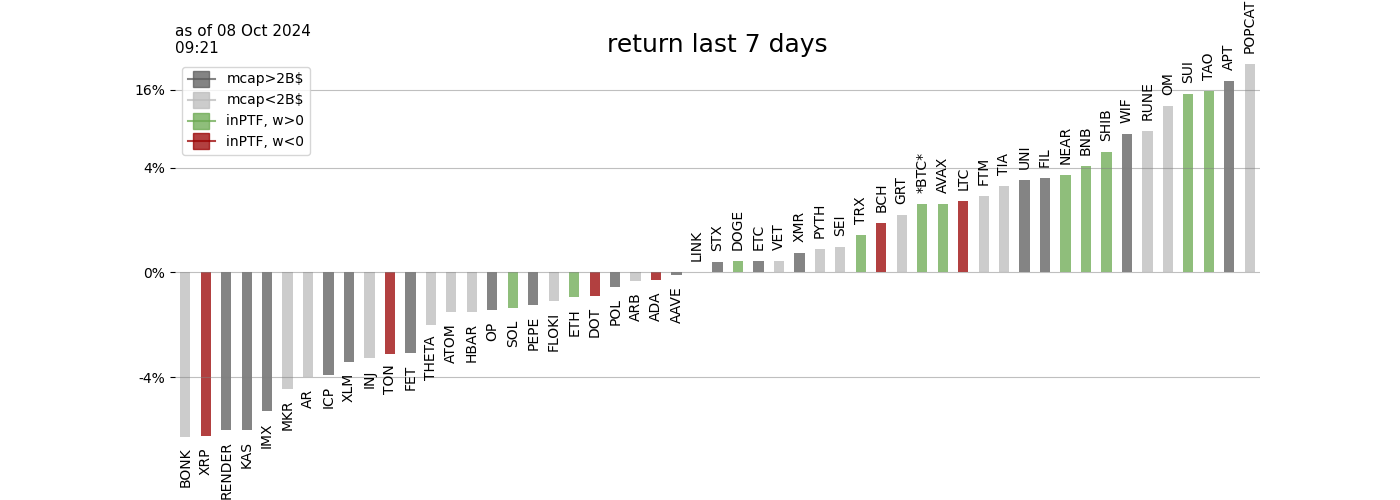 as of 08 Oct 2024
09:21
return last 7 days
mcap>2B$
mcap<2B$
inPTF, w>0
inPTF, w<0
16%
4%
0%
-4%
BONK
XRP
RENDER
KAS
IMX
MKR
AR
ICP
XLM
INJ
TON
FET
THETA
ATOM
HBAR
OP
SOL
PEPE
FLOKI
ETH
DOT
POL
ARB
ADA
AAVE
LINK
STX
DOGE
ETC
VET
XMR
PYTH
SEI
TRX
BCH
GRT
*BTC*
AVAX
LTC
FTM
TIA
UNI
FIL
NEAR
BNB
SHIB
WIF
RUNE
OM
SUI
TAO
APT
POPCAT